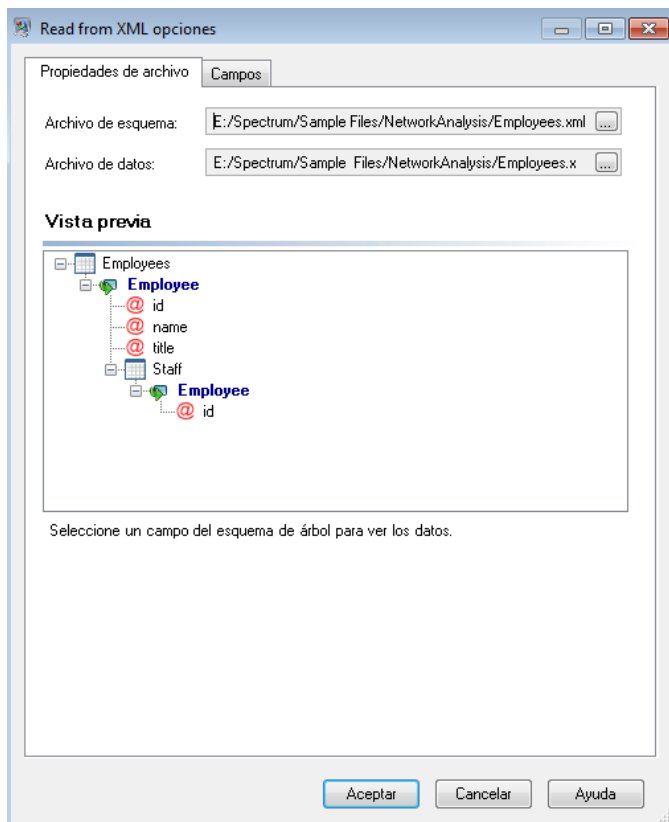 Read from XML opciones
Propiedades de archivo Campos
Archivo de esquema: E:/Spectrum/Sample Files/NetworkAnalysis/Employees.xml ...
Archivo de datos: E:/Spectrum/Sample Files/NetworkAnalysis/Employees.x ...
Vista previa
Employees
Employee
@ id
@ name
@ title
Staff
Employee
@ id
Seleccione un campo del esquema de árbol para ver los datos.
Aceptar Cancelar Ayuda